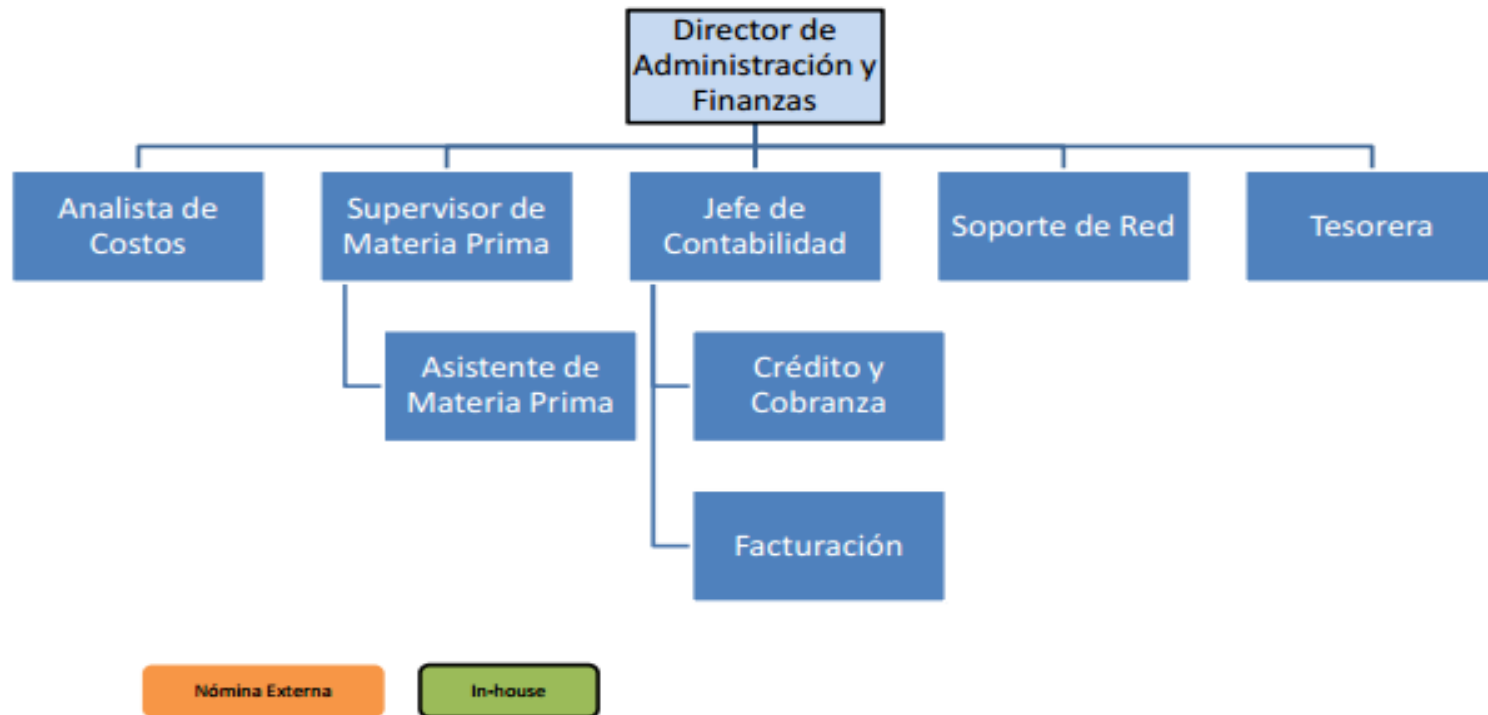 Director de
Administración y
Finanzas
Analista de
Costos
Supervisor de
Materia Prima
Jefe de
Contabilidad
Soporte de Red
Tesorera
Asistente de
Materia Prima
Crédito y
Cobranza
Facturación
Nómina Externa
In-house